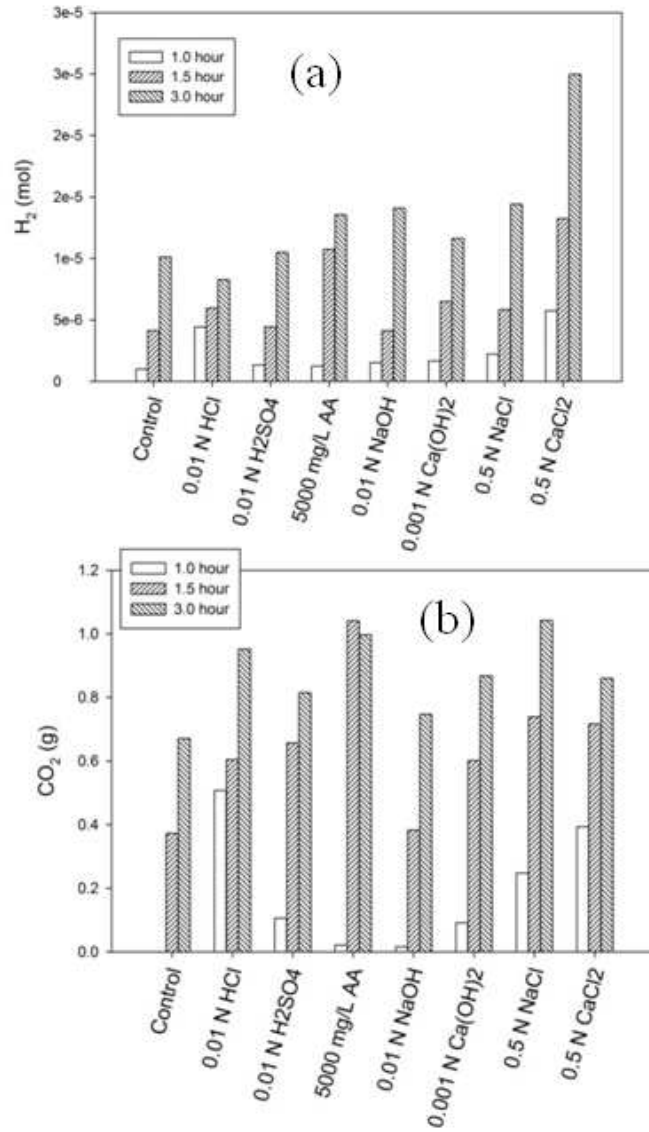 3e-5
3e-5
2e-5
2e-5
1e-5
5e-6
0
H2 (mol)
1.0 hour
1.5 hour
3.0 hour
(a)
Control
0.01 N HCl
0.01 N H2SO4
5000 mg/L AA
0.01 N NaOH
0.001 N Ca(OH)2
0.5 N NaCl
0.5 N CaCl2
1.0 hour
1.5 hour
3.0 hour
(b)
1.2
1.0
0.8
0.6
0.4
0.2
0.0
CO2 (g)
Control
0.01 N HCl
0.01 N H2SO4
5000 mg/L AA
0.01 N NaOH
0.001 N Ca(OH)2
0.5 N NaCl
0.5 N CaCl2